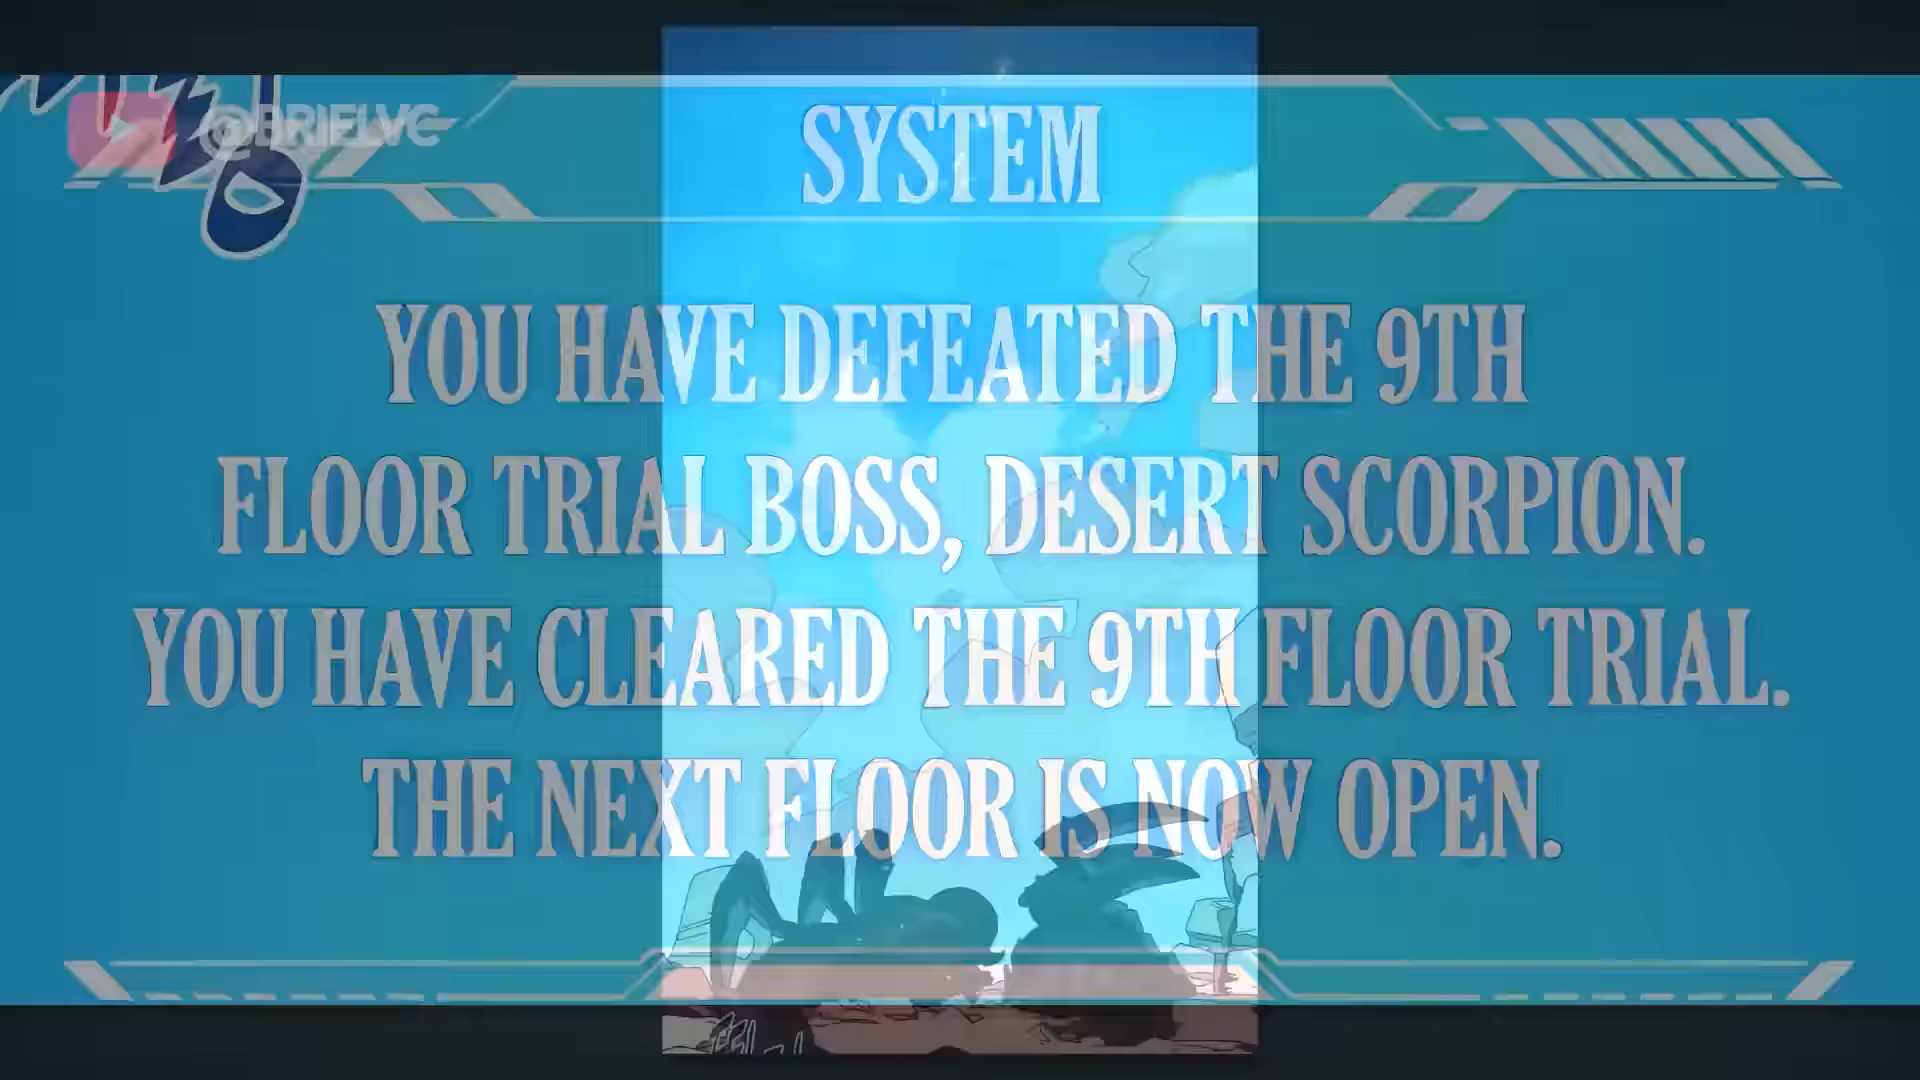 @BRIELVC
SYSTEM
YOU HAVE DEFEATED THE 9TH
FLOOR TRIAL BOSS, DESERT SCORPION.
YOU HAVE CLEARED THE 9TH FLOOR TRIAL.
THE NEXT FLOOR IS NOW OPEN.